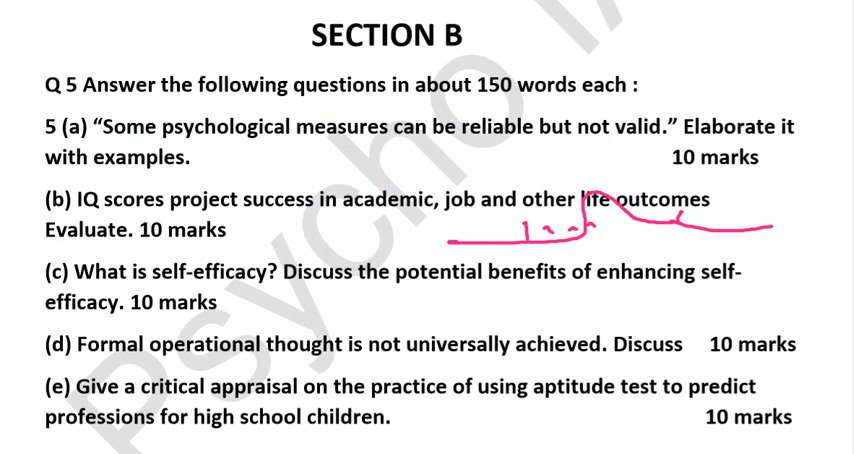 SECTION B
Q 5 Answer the following questions in about 150 words each :
5 (a) “Some psychological measures can be reliable but not valid.” Elaborate it
with examples. 10 marks
(b) IQ scores project success in academic, job and other life outcomes
Evaluate. 10 marks
(c) What is self-efficacy? Discuss the potential benefits of enhancing self-
efficacy. 10 marks
(d) Formal operational thought is not universally achieved. Discuss 10 marks
(e) Give a critical appraisal on the practice of using aptitude test to predict
professions for high school children. 10 marks
Psycho